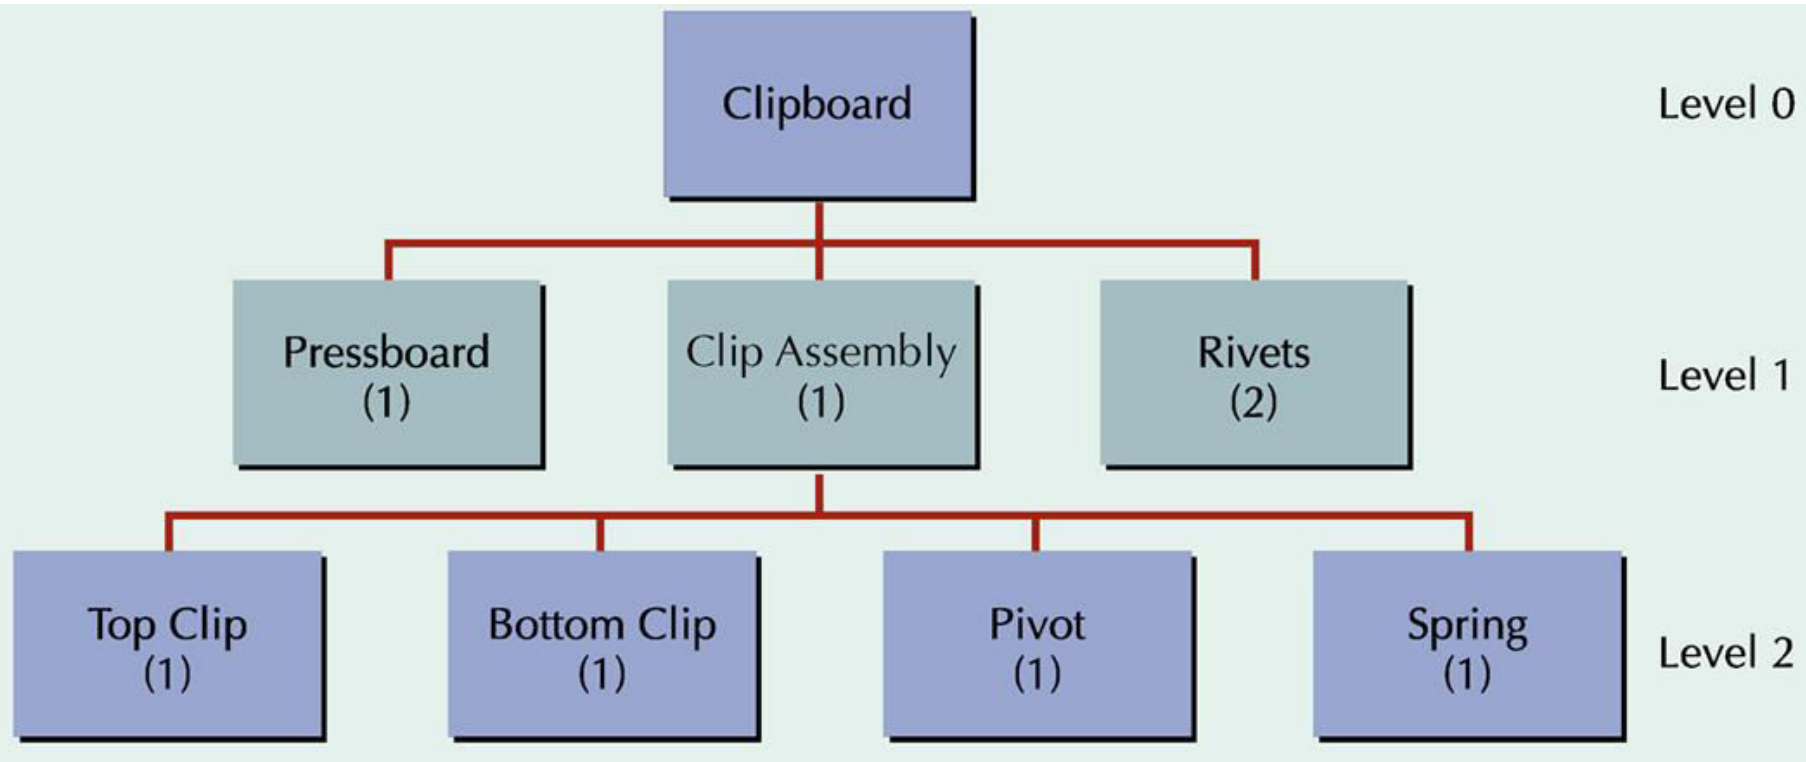 Clipboard
Level 0
Pressboard
(1)
Clip Assembly
(1)
Rivets
(2)
Level 1
Top Clip
(1)
Bottom Clip
(1)
Pivot
(1)
Spring
(1)
Level 2